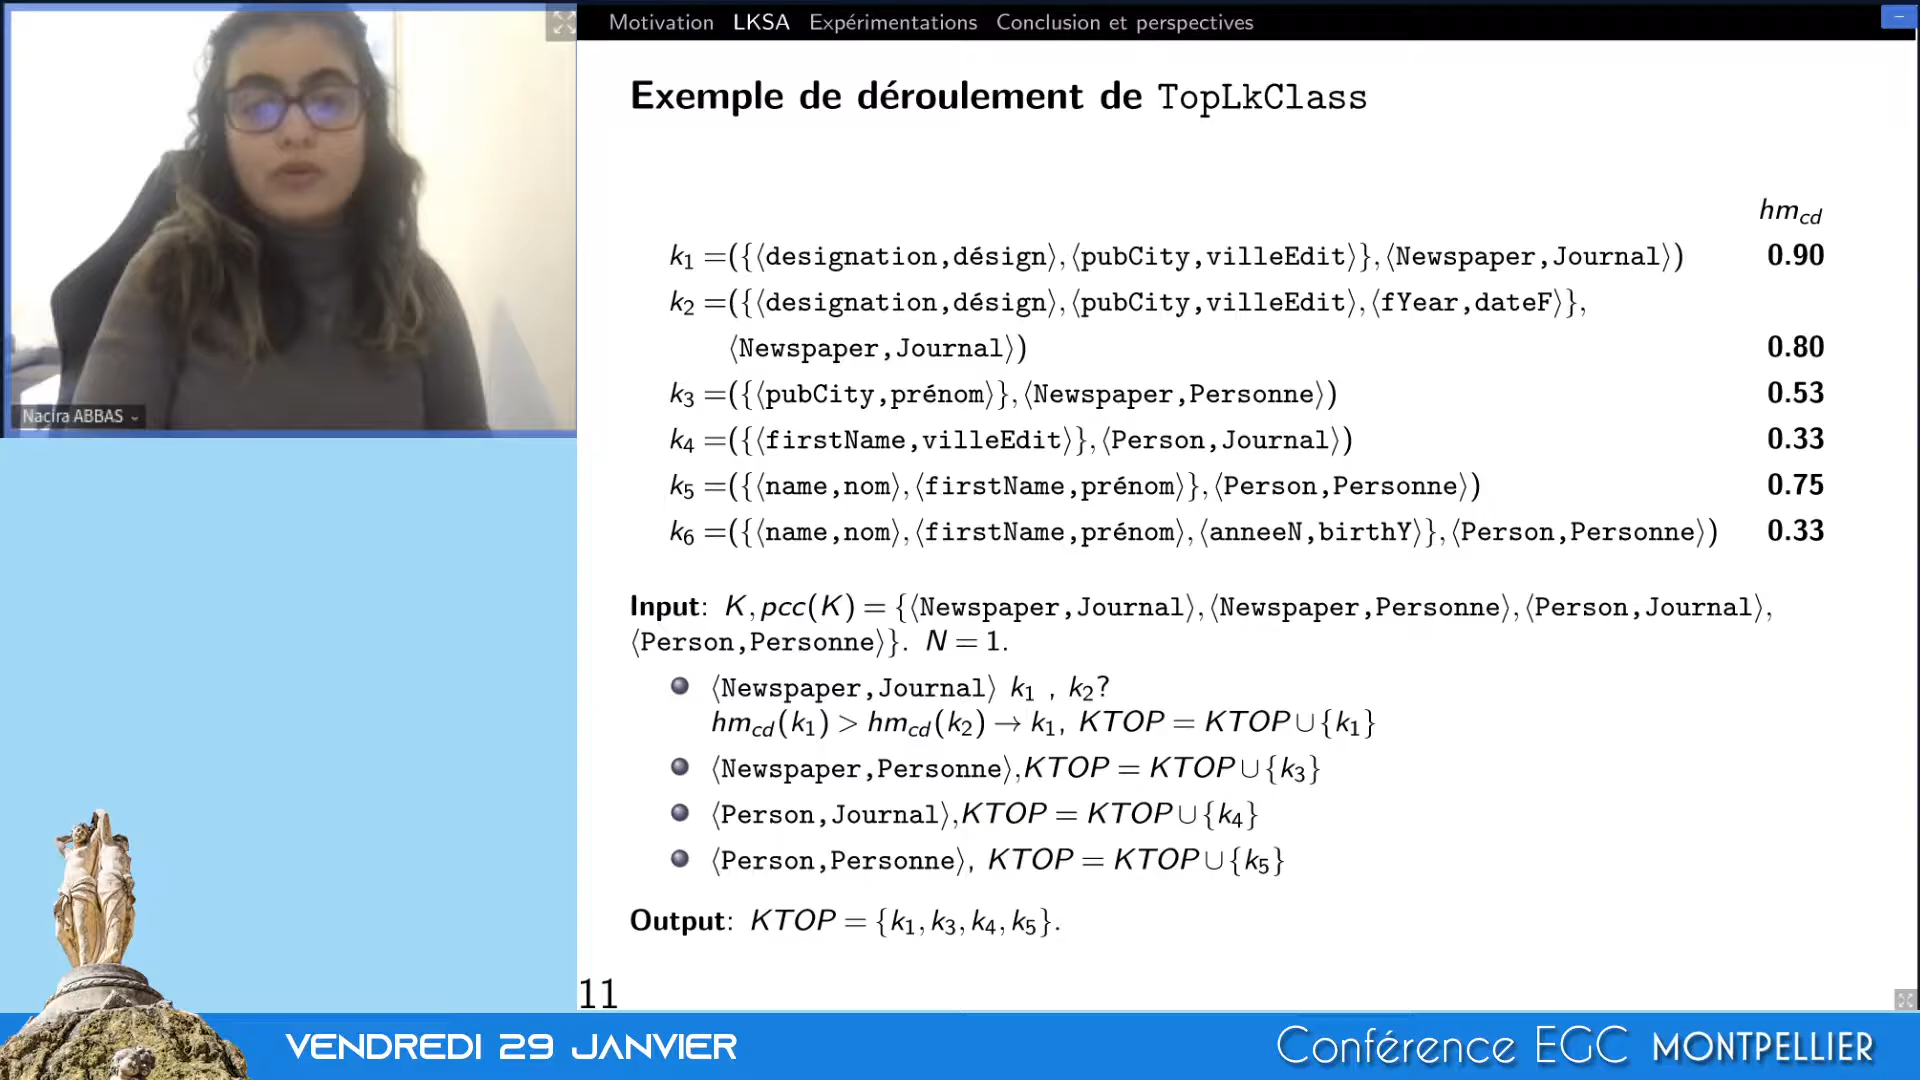 Motivation LKSA Expérimentations Conclusion et perspectives
Exemple de déroulement de TopLkClass
hm_cd
k₁ =({⟨designation,désign⟩,⟨pubCity,villeEdit⟩},⟨Newspaper,Journal⟩) 0.90
k₂ =({⟨designation,désign⟩,⟨pubCity,villeEdit⟩,⟨fYear,dateF⟩},
⟨Newspaper,Journal⟩) 0.80
k₃ =({⟨pubCity,prénom⟩},⟨Newspaper,Personne⟩) 0.53
k₄ =({⟨firstName,villeEdit⟩},⟨Person,Journal⟩) 0.33
k₅ =({⟨name,nom⟩,⟨firstName,prénom⟩},⟨Person,Personne⟩) 0.75
k₆ =({⟨name,nom⟩,⟨firstName,prénom⟩,⟨anneeN,birthY⟩},⟨Person,Personne⟩) 0.33
Input: K, pcc(K) = {⟨Newspaper,Journal⟩,⟨Newspaper,Personne⟩,⟨Person,Journal⟩,
⟨Person,Personne⟩}. N = 1.
⟨Newspaper,Journal⟩ k₁ , k₂?
hm_cd(k₁) > hm_cd(k₂) → k₁, KTOP = KTOP ∪ {k₁}
⟨Newspaper,Personne⟩,KTOP = KTOP ∪ {k₃}
⟨Person,Journal⟩,KTOP = KTOP ∪ {k₄}
⟨Person,Personne⟩, KTOP = KTOP ∪ {k₅}
Output: KTOP = {k₁, k₃, k₄, k₅}.
11
Nacira ABBAS
VENDREDI 29 JANVIER
Conférence EGC MONTPELLIER